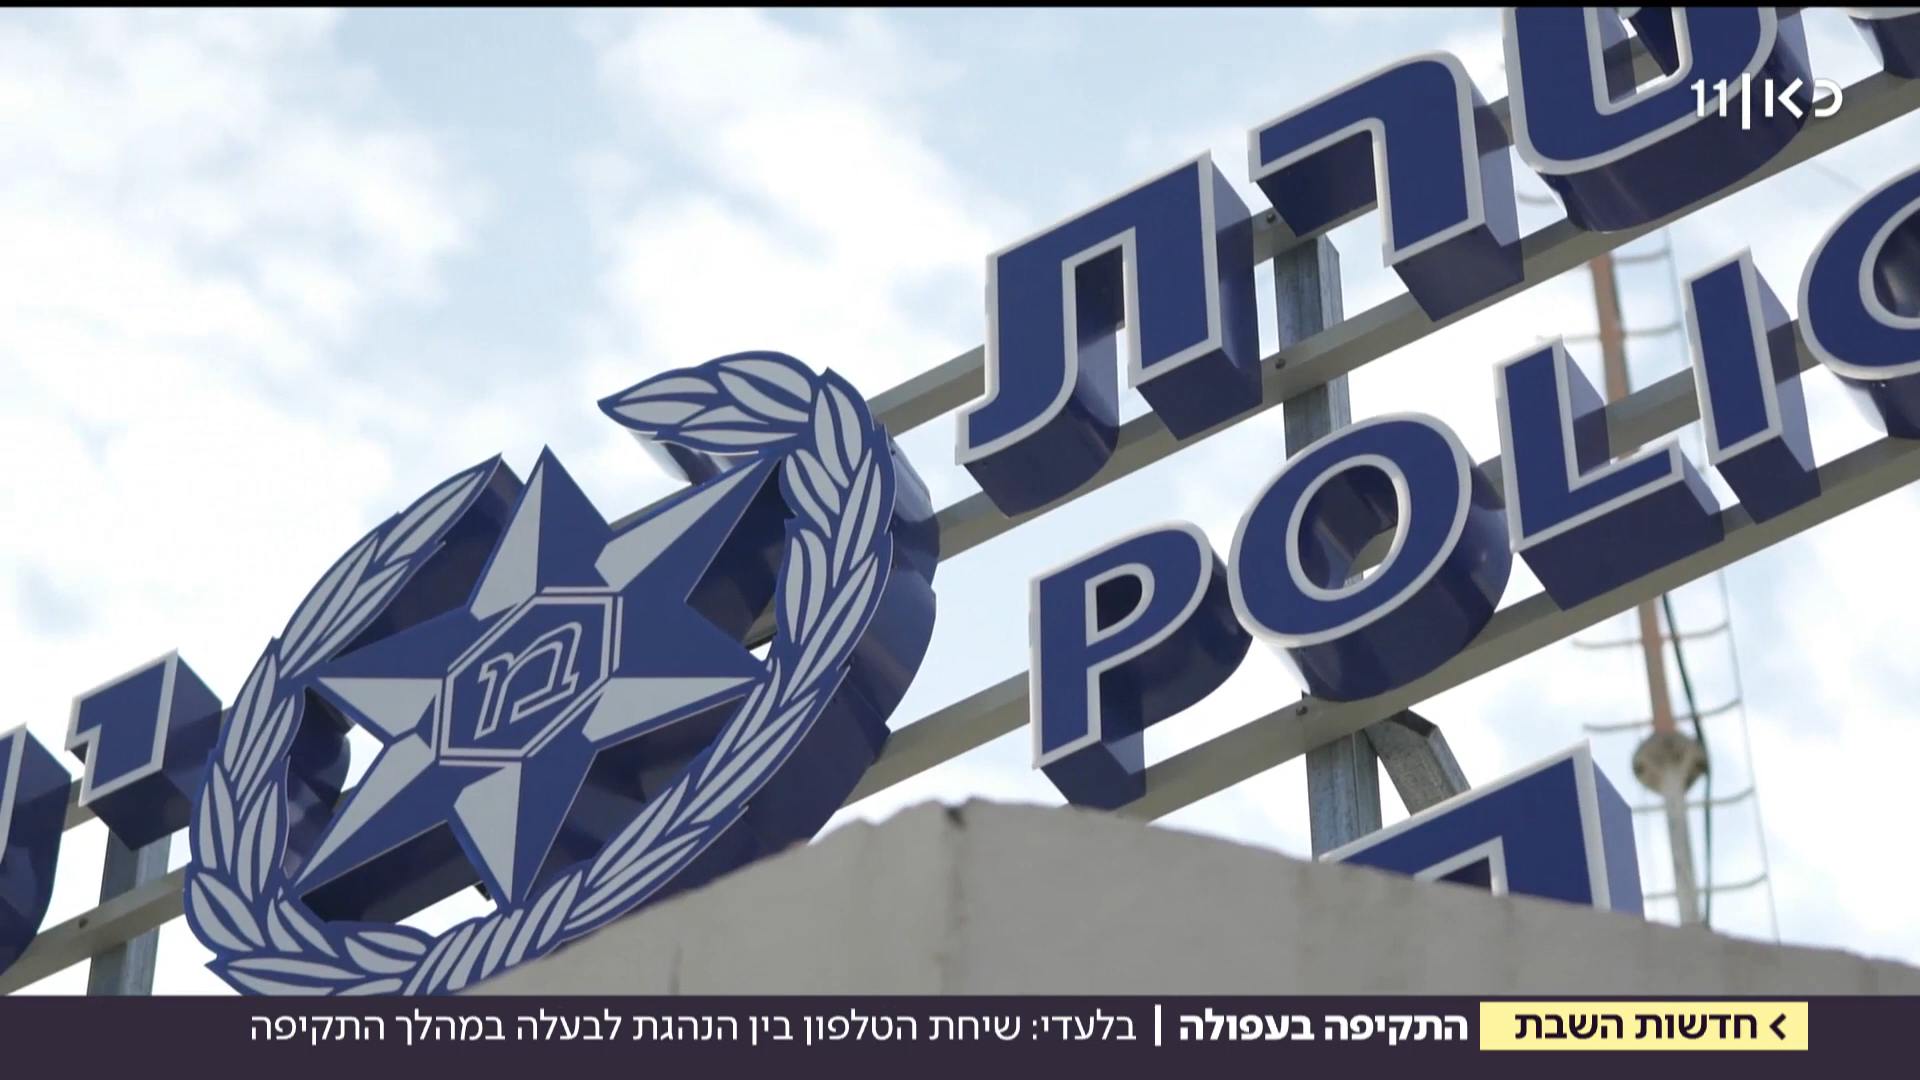 כאן 11
שטרת
POLIC
מ
חדשות השבת
התקיפה בעפולה | בלעדי: שיחת הטלפון בין הנהגת לבעלה במהלך התקיפה